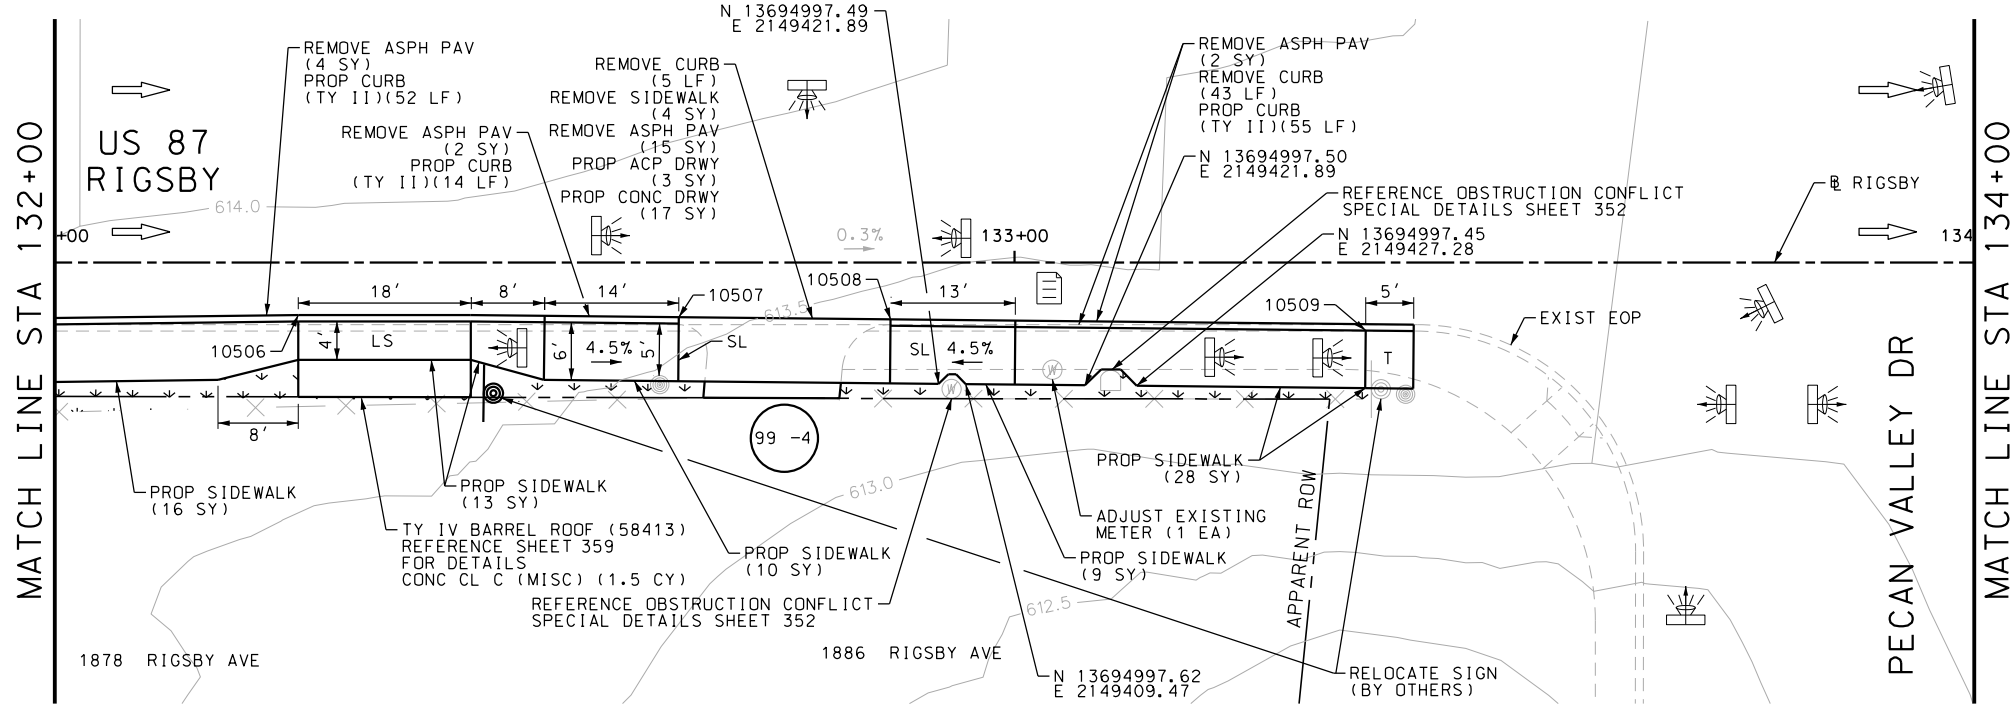 N 13694997.49
E 2149421.89
REMOVE ASPH PAV
(4 SY)
PROP CURB
(TY II)(52 LF)
REMOVE CURB
(5 LF)
REMOVE SIDEWALK
(4 SY)
REMOVE ASPH PAV
(15 SY)
PROP ACP DRWY
(3 SY)
PROP CONC DRWY
(17 SY)
REMOVE ASPH PAV
(2 SY)
REMOVE CURB
(43 LF)
PROP CURB
(TY II)(55 LF)
REMOVE ASPH PAV
(2 SY)
PROP CURB
(TY II)(14 LF)
US 87
RIGSBY
MATCH LINE STA 132+00
MATCH LINE STA 134+00
N 13694997.50
E 2149421.89
REFERENCE OBSTRUCTION CONFLICT
SPECIAL DETAILS SHEET 352
℄ RIGSBY
614.0
+00
0.3%
133+00
N 13694997.45
E 2149427.28
134
18'
8'
14'
10507
10508
13'
10509
5'
613.5
EXIST EOP
10506
4'
LS
6'
4.5%
5'
SL
SL
4.5%
W
W
T
8'
99 -4
PECAN VALLEY DR
PROP SIDEWALK
(16 SY)
PROP SIDEWALK
(13 SY)
613.0
PROP SIDEWALK
(28 SY)
APPARENT ROW
TY IV BARREL ROOF (58413)
REFERENCE SHEET 359
FOR DETAILS
CONC CL C (MISC) (1.5 CY)
PROP SIDEWALK
(10 SY)
ADJUST EXISTING
METER (1 EA)
PROP SIDEWALK
(9 SY)
REFERENCE OBSTRUCTION CONFLICT
SPECIAL DETAILS SHEET 352
612.5
1878 RIGSBY AVE
1886 RIGSBY AVE
N 13694997.62
E 2149409.47
RELOCATE SIGN
(BY OTHERS)